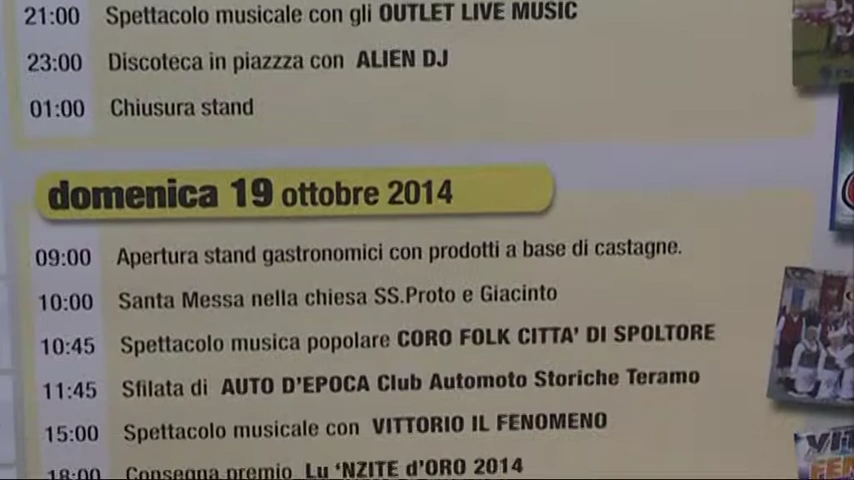 21:00 Spettacolo musicale con gli OUTLET LIVE MUSIC
23:00 Discoteca in piazzza con ALIEN DJ
01:00 Chiusura stand
domenica 19 ottobre 2014
09:00 Apertura stand gastronomici con prodotti a base di castagne.
10:00 Santa Messa nella chiesa SS.Proto e Giacinto
10:45 Spettacolo musica popolare CORO FOLK CITTA' DI SPOLTORE
11:45 Sfilata di AUTO D'EPOCA Club Automoto Storiche Teramo
15:00 Spettacolo musicale con VITTORIO IL FENOMENO
18:00 Consegna premio Lu 'NZITE d'ORO 2014